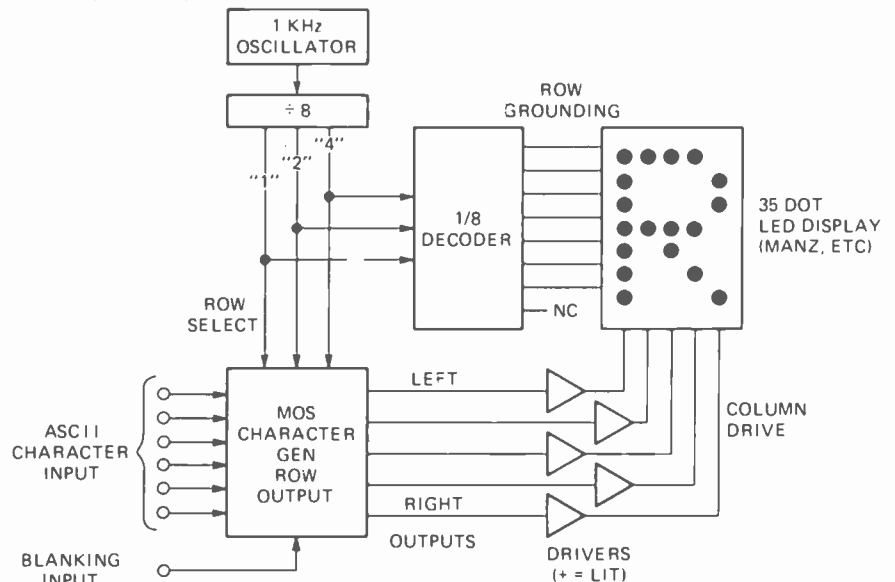 1 KHz
OSCILLATOR
÷ 8
"1"
"2"
"4"
ROW
GROUNDING
1/8
DECODER
NC
35 DOT
LED DISPLAY
(MANZ, ETC)
ROW
SELECT
ASCII
CHARACTER
INPUT
MOS
CHARACTER
GEN
ROW
OUTPUT
LEFT
RIGHT
OUTPUTS
COLUMN
DRIVE
DRIVERS
(+ = LIT)
BLANKING
INPUT